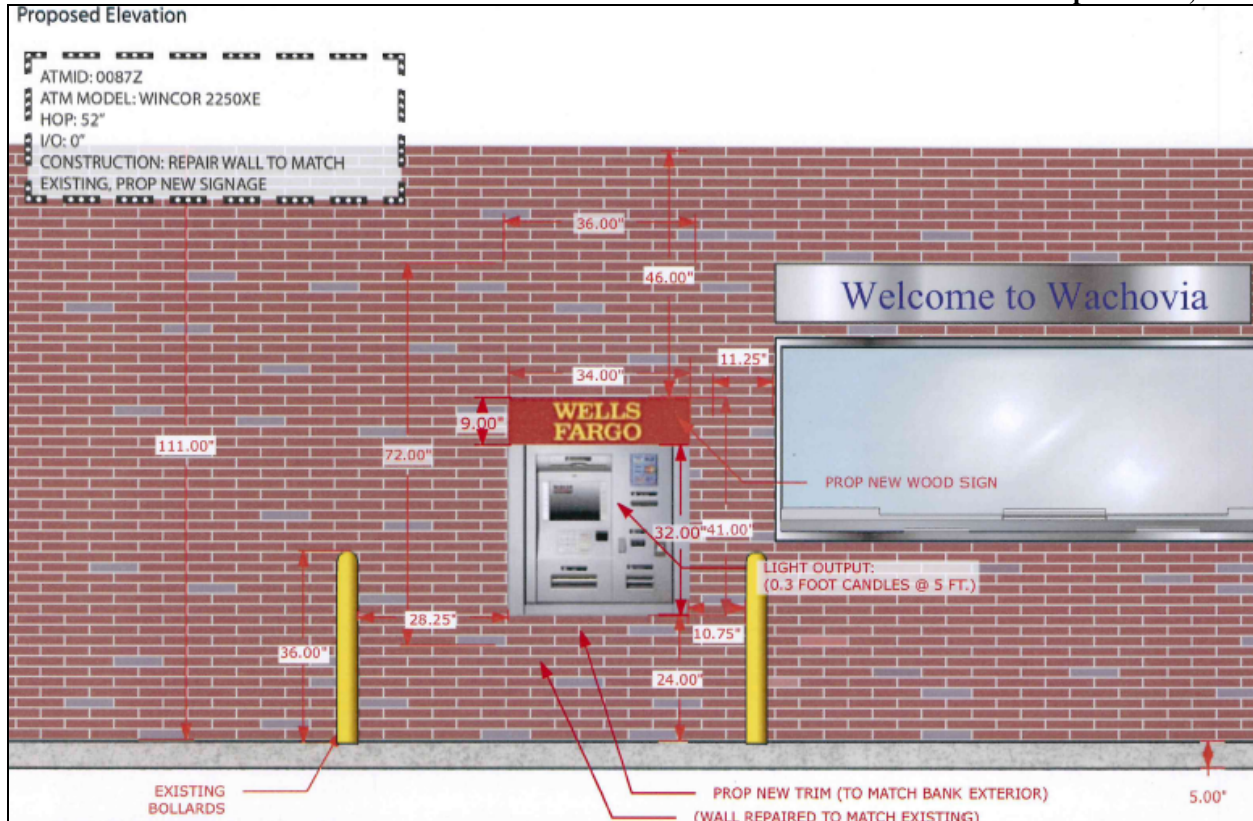 Proposed Elevation
ATMID: 0087Z
ATM MODEL: WINCOR 2250XE
HOP: 52"
I/O: 0"
CONSTRUCTION: REPAIR WALL TO MATCH
EXISTING, PROP NEW SIGNAGE
36.00"
46.00"
Welcome to Wachovia
11.25"
34.00"
WELLS
FARGO
9.00"
111.00"
72.00"
PROP NEW WOOD SIGN
32.00"
41.00"
LIGHT OUTPUT:
(0.3 FOOT CANDLES @ 5 FT.)
28.25"
10.75"
36.00"
24.00"
EXISTING
BOLLARDS
PROP NEW TRIM (TO MATCH BANK EXTERIOR)
5.00"
(WALL REPAIRED TO MATCH EXISTING)